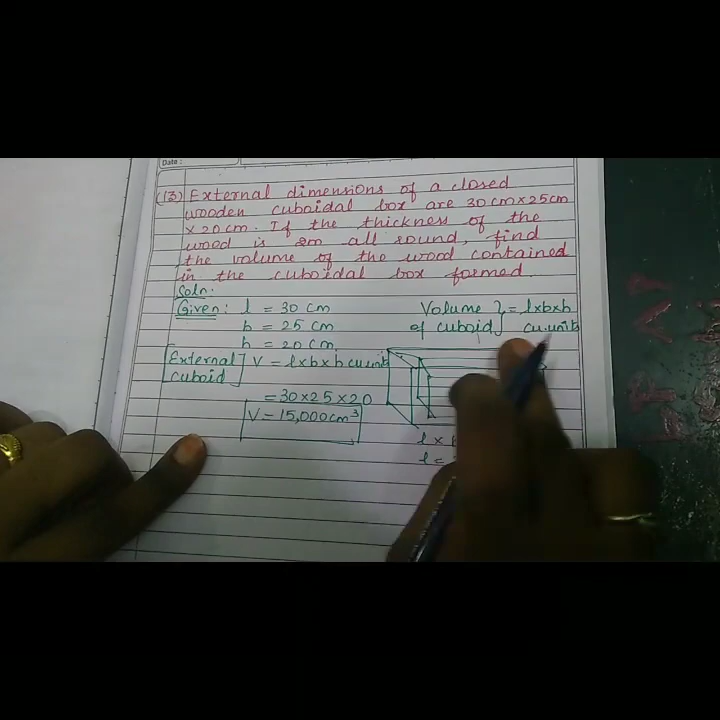 Date :
(13) External dimensions of a closed
wooden cuboidal box are 30 cm x 25 cm
x 20 cm. If the thickness of the
wood is 2m all round, find
the volume of the wood contained
in the cuboidal box formed.
Soln.
Given: l = 30 cm
b = 25 cm
h = 20 cm.
Volume of cuboid } = l x b x h cu.units
External cuboid ] V = l x b x h cu.units
= 30 x 25 x 20
V = 15,000 cm³
l x
l =